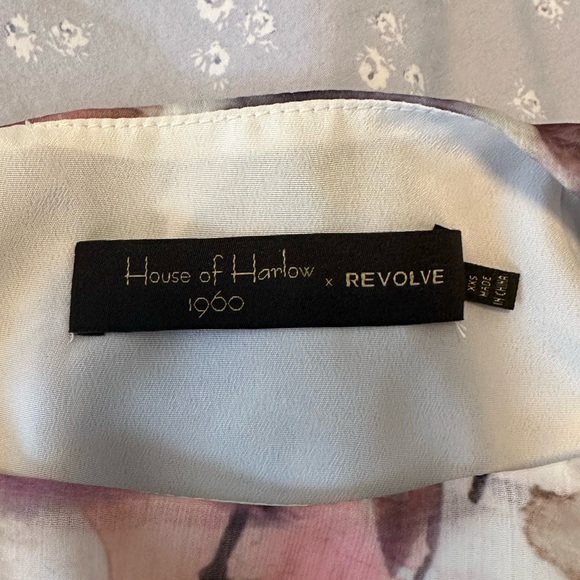 House of Harlow × REVOLVE
1960
XXS
MADE
IN CHINA